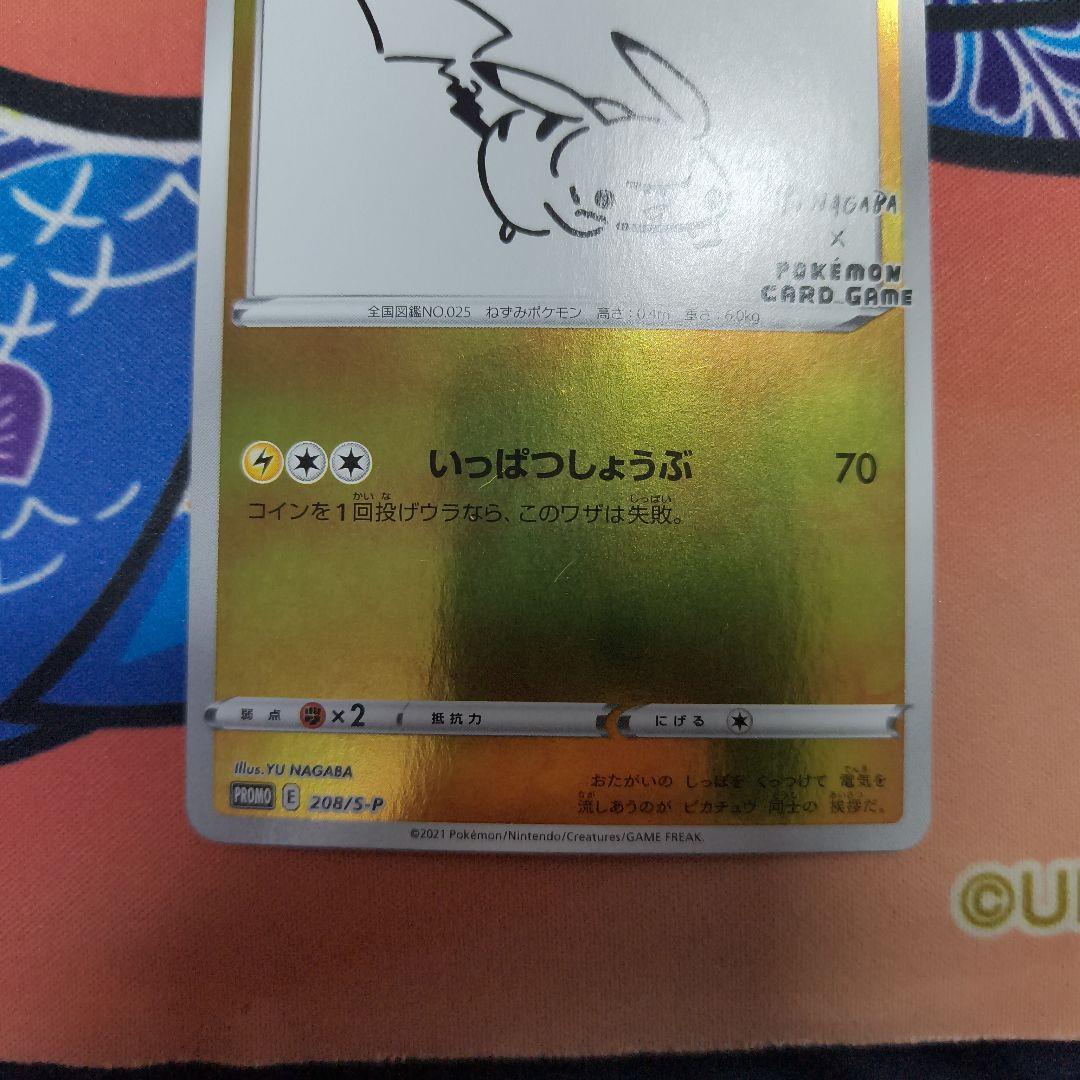 YU NAGABA
X
POKÉMON
CARD GAME
全国図鑑NO.025 ねずみポケモン 高さ:0.4m 重さ:6.0kg
いっぱつしょうぶ 70
コインを1回投げウラなら、このワザは失敗。
弱点 ×2 抵抗力 にげる
Illus. YU NAGABA
PROMO E 208/S-P
おたがいの しっぽを くっつけて 電気を
流しあうのが ピカチュウ 同士の 挨拶だ。
©2021 Pokémon/Nintendo/Creatures/GAME FREAK.